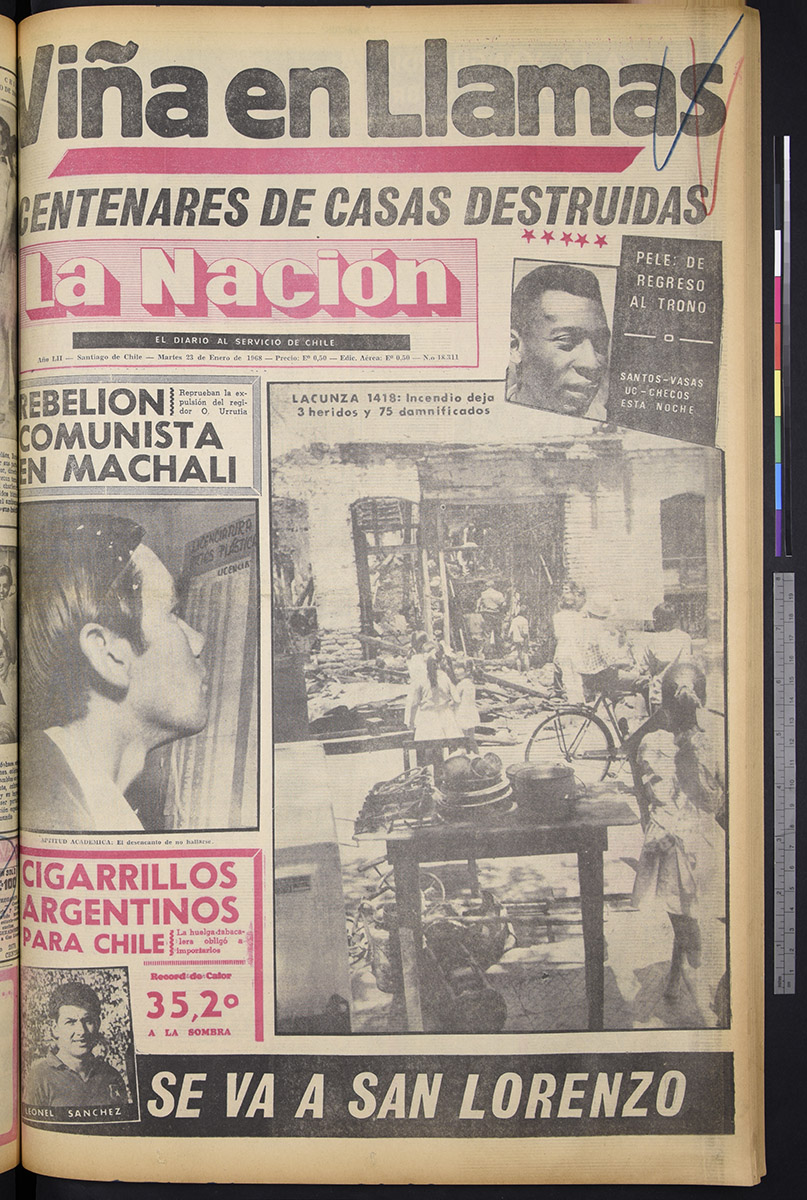 Viña en Llamas
CENTENARES DE CASAS DESTRUIDAS
La Nación
EL DIARIO AL SERVICIO DE CHILE
Año LII — Santiago de Chile — Martes 23 de Enero de 1968 — Precio: Eº 0,50 — Edic. Aérea: Eº 0,50 — N.o 18.311
PELE: DE
REGRESO
AL TRONO
SANTOS-VASAS
UC-CHECOS
ESTA NOCHE
REBELION
COMUNISTA
EN MACHALI
Reprueban la ex-
pulsión del regi-
dor O. Urrutia
LACUNZA 1418: Incendio deja
3 heridos y 75 damnificados
LICENCIATURA
APTITUD ACADEMICA: El desencanto de no hallarse.
CIGARRILLOS
ARGENTINOS
PARA CHILE
La huelga tabaca-
lera obligó a
importarlos
Record de Calor
35,2º
A LA SOMBRA
LEONEL SANCHEZ
SE VA A SAN LORENZO